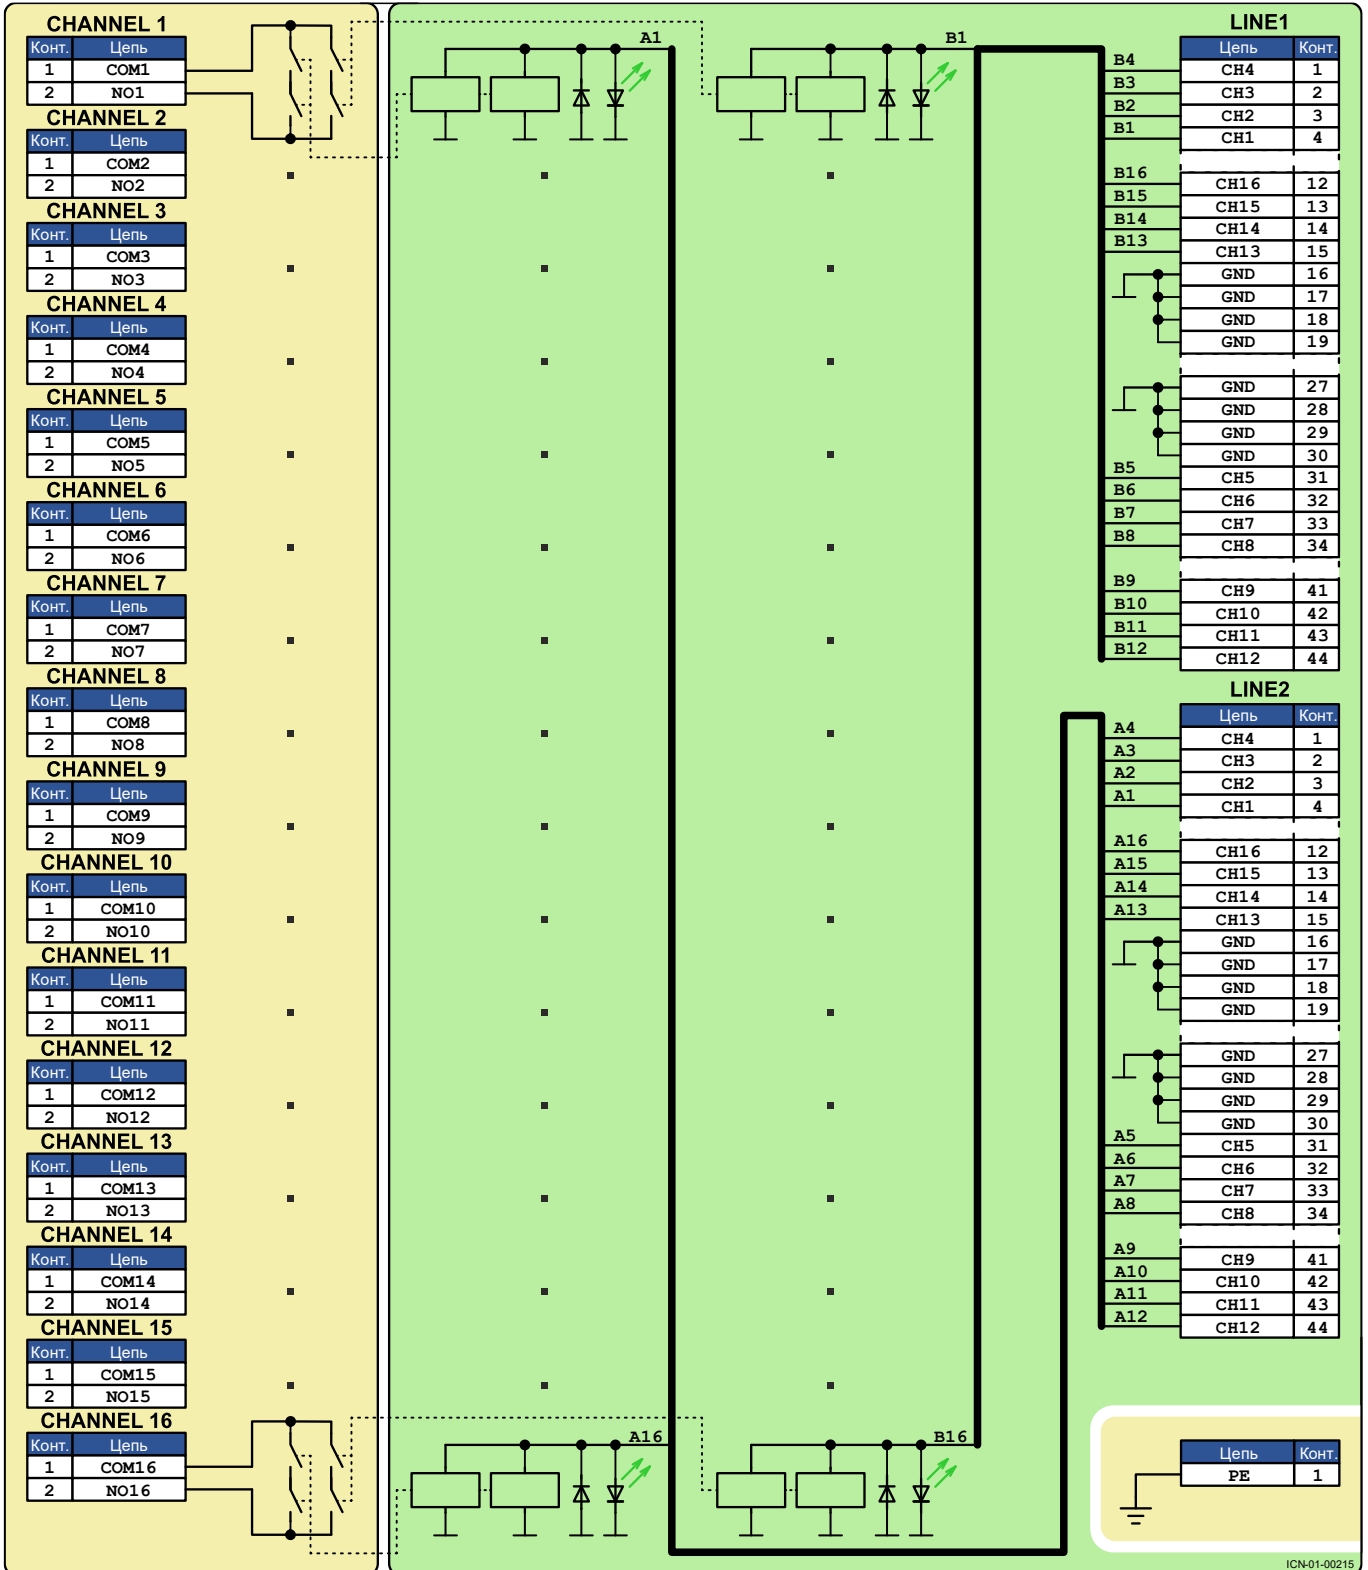 CHANNEL 1
Конт. Цепь
1 COM1
2 NO1
CHANNEL 2
Конт. Цепь
1 COM2
2 NO2
CHANNEL 3
Конт. Цепь
1 COM3
2 NO3
CHANNEL 4
Конт. Цепь
1 COM4
2 NO4
CHANNEL 5
Конт. Цепь
1 COM5
2 NO5
CHANNEL 6
Конт. Цепь
1 COM6
2 NO6
CHANNEL 7
Конт. Цепь
1 COM7
2 NO7
CHANNEL 8
Конт. Цепь
1 COM8
2 NO8
CHANNEL 9
Конт. Цепь
1 COM9
2 NO9
CHANNEL 10
Конт. Цепь
1 COM10
2 NO10
CHANNEL 11
Конт. Цепь
1 COM11
2 NO11
CHANNEL 12
Конт. Цепь
1 COM12
2 NO12
CHANNEL 13
Конт. Цепь
1 COM13
2 NO13
CHANNEL 14
Конт. Цепь
1 COM14
2 NO14
CHANNEL 15
Конт. Цепь
1 COM15
2 NO15
CHANNEL 16
Конт. Цепь
1 COM16
2 NO16
A1
B1
A16
B16
LINE1
Цепь Конт.
B4 CH4 1
B3 CH3 2
B2 CH2 3
B1 CH1 4
B16 CH16 12
B15 CH15 13
B14 CH14 14
B13 CH13 15
GND 16
GND 17
GND 18
GND 19
GND 27
GND 28
GND 29
GND 30
B5 CH5 31
B6 CH6 32
B7 CH7 33
B8 CH8 34
B9 CH9 41
B10 CH10 42
B11 CH11 43
B12 CH12 44
LINE2
Цепь Конт.
A4 CH4 1
A3 CH3 2
A2 CH2 3
A1 CH1 4
A16 CH16 12
A15 CH15 13
A14 CH14 14
A13 CH13 15
GND 16
GND 17
GND 18
GND 19
GND 27
GND 28
GND 29
GND 30
A5 CH5 31
A6 CH6 32
A7 CH7 33
A8 CH8 34
A9 CH9 41
A10 CH10 42
A11 CH11 43
A12 CH12 44
Цепь Конт.
PE 1
ICN-01-00215